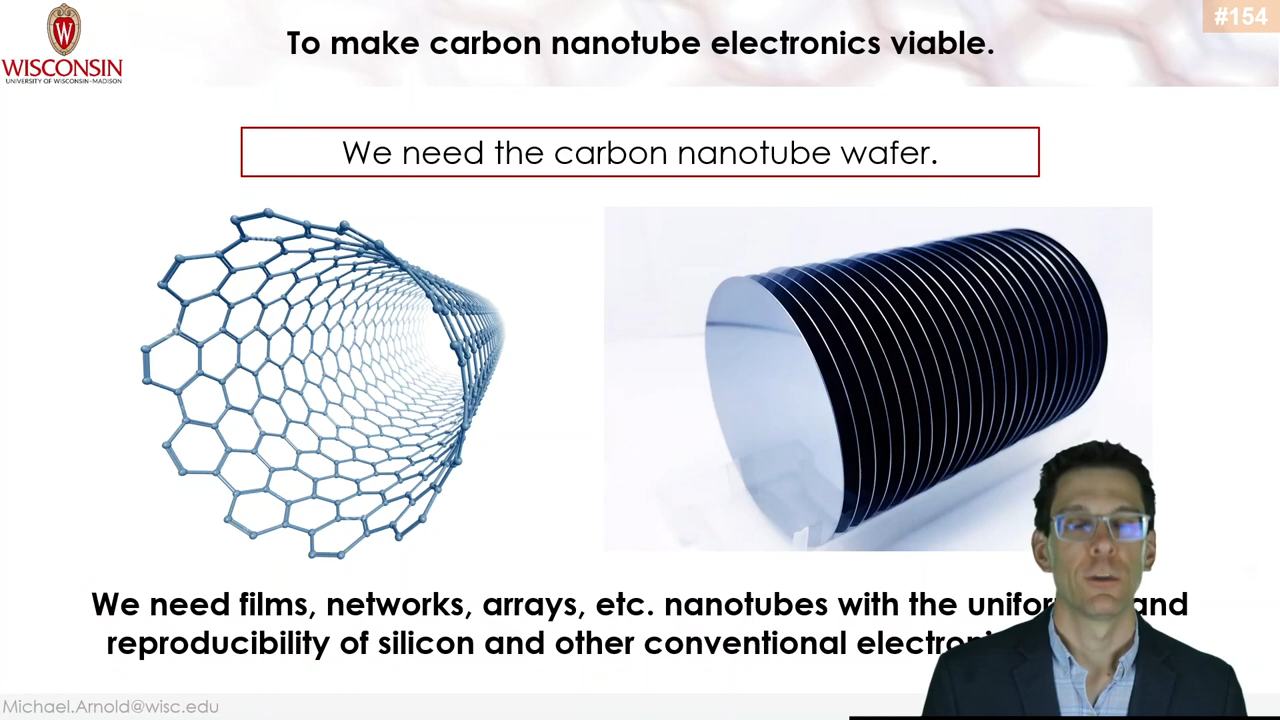 #154
To make carbon nanotube electronics viable.
WISCONSIN
UNIVERSITY OF WISCONSIN–MADISON
We need the carbon nanotube wafer.
We need films, networks, arrays, etc. nanotubes with the and
reproducibility of silicon and other conventional
Michael.Arnold@wisc.edu